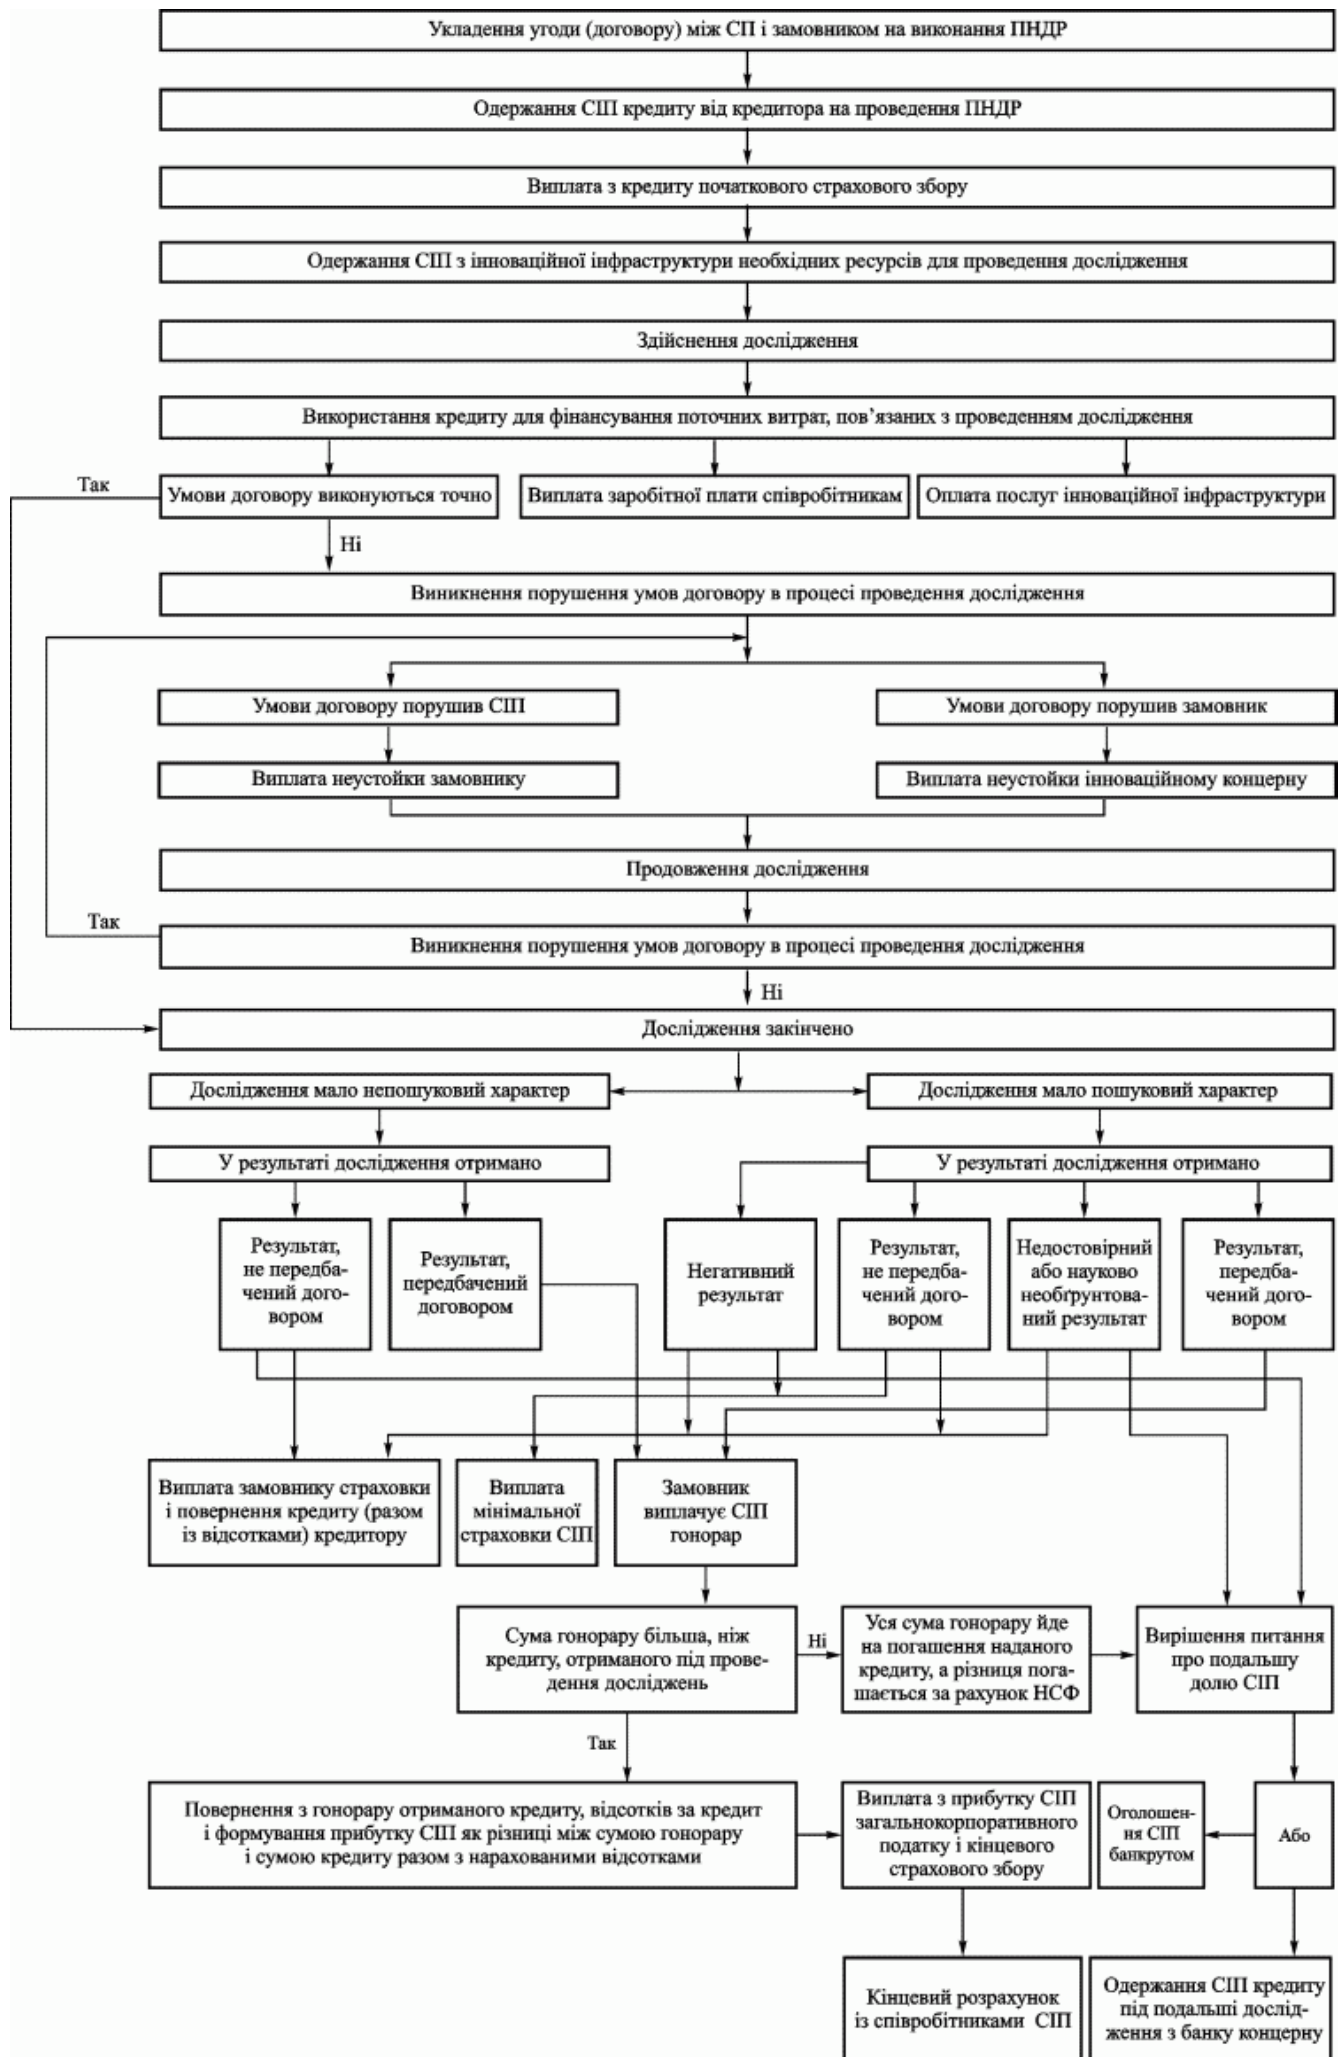 Укладення угоди (договору) між СП і замовником на виконання ПНДР
Одержання СІП кредиту від кредитора на проведення ПНДР
Виплата з кредиту початкового страхового збору
Одержання СІП з інноваційної інфраструктури необхідних ресурсів для проведення дослідження
Здійснення дослідження
Використання кредиту для фінансування поточних витрат, пов’язаних з проведенням дослідження
Так
Умови договору виконуються точно
Виплата заробітної плати співробітникам
Оплата послуг інноваційної інфраструктури
Ні
Виникнення порушення умов договору в процесі проведення дослідження
Умови договору порушив СІП
Умови договору порушив замовник
Виплата неустойки замовнику
Виплата неустойки інноваційному концерну
Продовження дослідження
Так
Виникнення порушення умов договору в процесі проведення дослідження
Ні
Дослідження закінчено
Дослідження мало непошуковий характер
Дослідження мало пошуковий характер
У результаті дослідження отримано
У результаті дослідження отримано
Результат,
не передба-
чений дого-
вором
Результат,
передбачений
договором
Негативний
результат
Результат,
не передба-
чений дого-
вором
Недостовірний
або науково
необґрунтова-
ний результат
Результат,
передба-
чений дого-
вором
Виплата замовнику страховки
і повернення кредиту (разом
із відсотками) кредитору
Виплата
мінімальної
страховки СІП
Замовник
виплачує СІП
гонорар
Сума гонорару більша, ніж
кредиту, отриманого під прове-
дення досліджень
Ні
Уся сума гонорару йде
на погашення наданого
кредиту, а різниця пога-
шається за рахунок НСФ
Вирішення питання
про подальшу
долю СІП
Так
Повернення з гонорару отриманого кредиту, відсотків за кредит
і формування прибутку СІП як різниці між сумою гонорару
і сумою кредиту разом з нарахованими відсотками
Виплата з прибутку СІП
загальнокорпоративного
податку і кінцевого
страхового збору
Оголошен-
ня СІП
банкрутом
Або
Кінцевий розрахунок
із співробітниками СІП
Одержання СІП кредиту
під подальші дослід-
ження з банку концерну